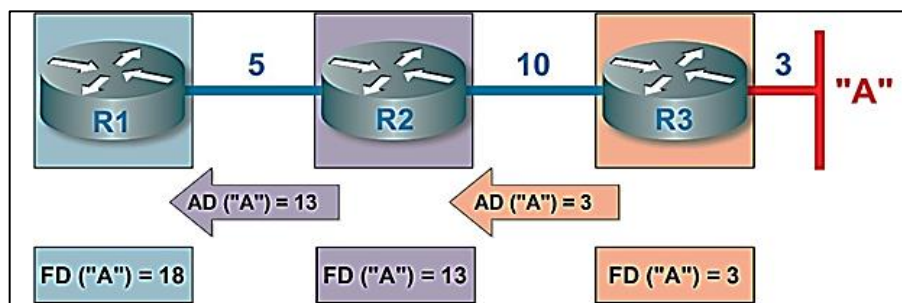 5 10 3 "A"
R1 R2 R3
AD ("A") = 13 AD ("A") = 3
FD ("A") = 18 FD ("A") = 13 FD ("A") = 3